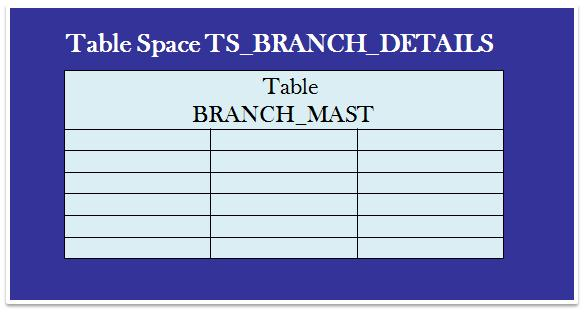 Table Space TS_BRANCH_DETAILS
Table
BRANCH_MAST